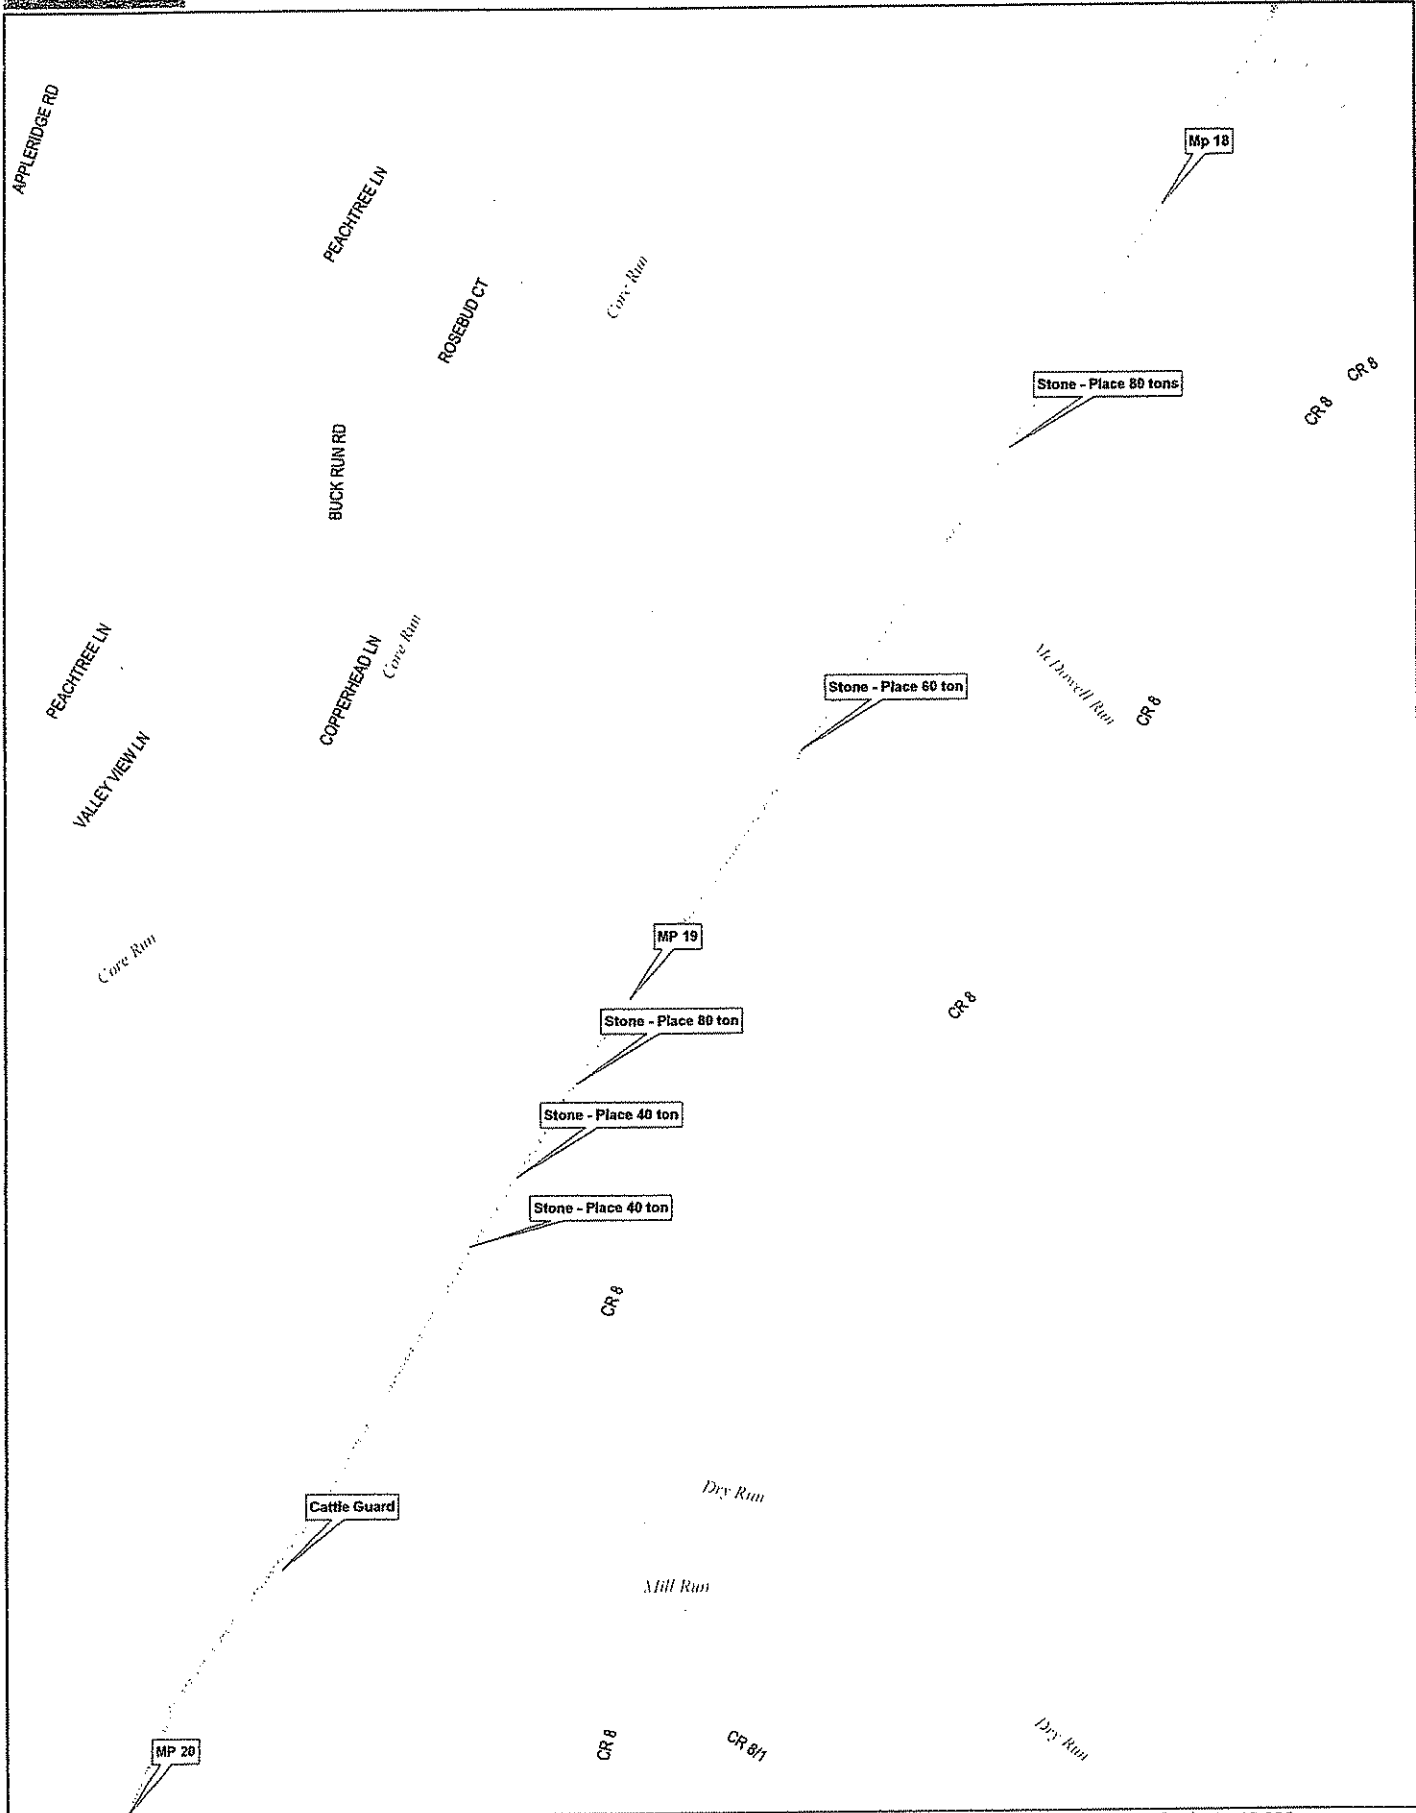 APPLERIDGE RD
Mp 18
PEACHTREE LN
Core Run
ROSEBUD CT
CR 8
Stone - Place 80 tons
CR 8
BUCK RUN RD
PEACHTREE LN
COPPERHEAD LN
Core Run
McDowell Run
Stone - Place 60 ton
CR 8
VALLEY VIEW LN
MP 19
Core Run
CR 8
Stone - Place 80 ton
Stone - Place 40 ton
Stone - Place 40 ton
CR 8
Dry Run
Cattle Guard
Mill Run
CR 8
CR 8/1
Dry Run
MP 20